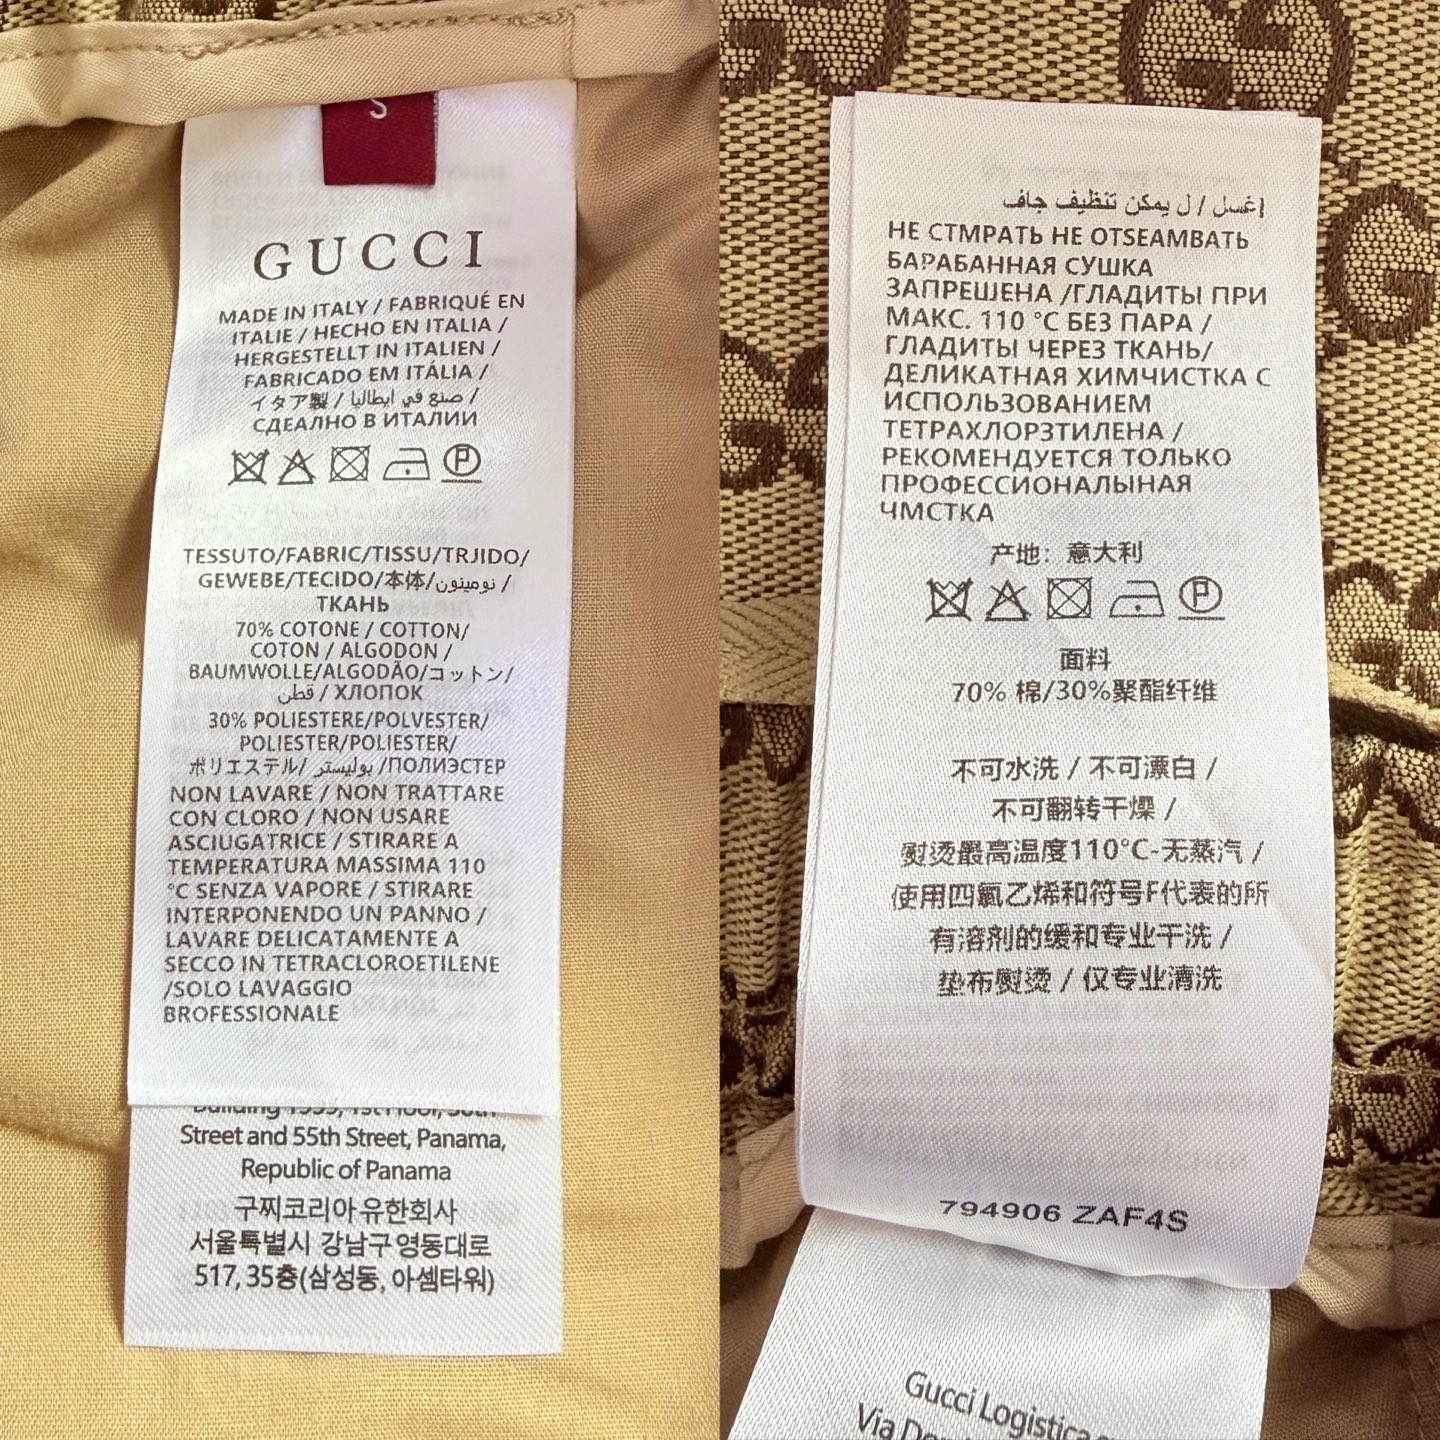 S
GUCCI
MADE IN ITALY / FABRIQUÉ EN
ITALIE / HECHO EN ITALIA /
HERGESTELLT IN ITALIEN /
FABRICADO EM ITÁLIA /
イタア製 / صنع في ايطاليا /
СДЕАЛНО В ИТАЛИИ
P
TESSUTO/FABRIC/TISSU/TRJIDO/
GEWEBE/TECIDO/本体/نومينون /
ТКАНЬ
70% COTONE / COTTON/
COTON / ALGODON /
BAUMWOLLE/ALGODÃO/コットン/
قطن / ХЛОПОК
30% POLIESTERE/POLVESTER/
POLIESTER/POLIESTER/
ポリエステル/ بوليستر /ПОЛИЭСТЕР
NON LAVARE / NON TRATTARE
CON CLORO / NON USARE
ASCIUGATRICE / STIRARE A
TEMPERATURA MASSIMA 110
°C SENZA VAPORE / STIRARE
INTERPONENDO UN PANNO /
LAVARE DELICATAMENTE A
SECCO IN TETRACLOROETILENE
/SOLO LAVAGGIO
BROFESSIONALE
Building 1
Street and 55th Street, Panama,
Republic of Panama
구찌코리아 유한회사
서울특별시 강남구 영동대로
517, 35층(삼성동, 아셈타워)
اغسل / ل يمكن تنظيف جاف
НЕ СТМРАТЬ НЕ ОТSЕАМВАТЬ
БАРАБАННАЯ СУШКА
ЗАПРЕШЕНА /ГЛАДИТЫ ПРИ
МАКС. 110 °С БЕЗ ПАРА /
ГЛАДИТЫ ЧЕРЕЗ ТКАНЬ/
ДЕЛИКАТНАЯ ХИМЧИСТКА С
ИСПОЛЬЗОВАНИЕМ
ТЕТРАХЛОРЗТИЛЕНА /
РЕКОМЕНДУЕТСЯ ТОЛЬКО
ПРОФЕССИОНАЛЫНАЯ
ЧМСТКА
产地：意大利
P
面料
70% 棉/30%聚酯纤维
不可水洗 / 不可漂白 /
不可翻转干燥 /
熨烫最高温度110°C-无蒸汽 /
使用四氯乙烯和符号F代表的所
有溶剂的缓和专业干洗 /
垫布熨烫 / 仅专业清洗
794906 ZAF4S
Gucci Logistica
Via